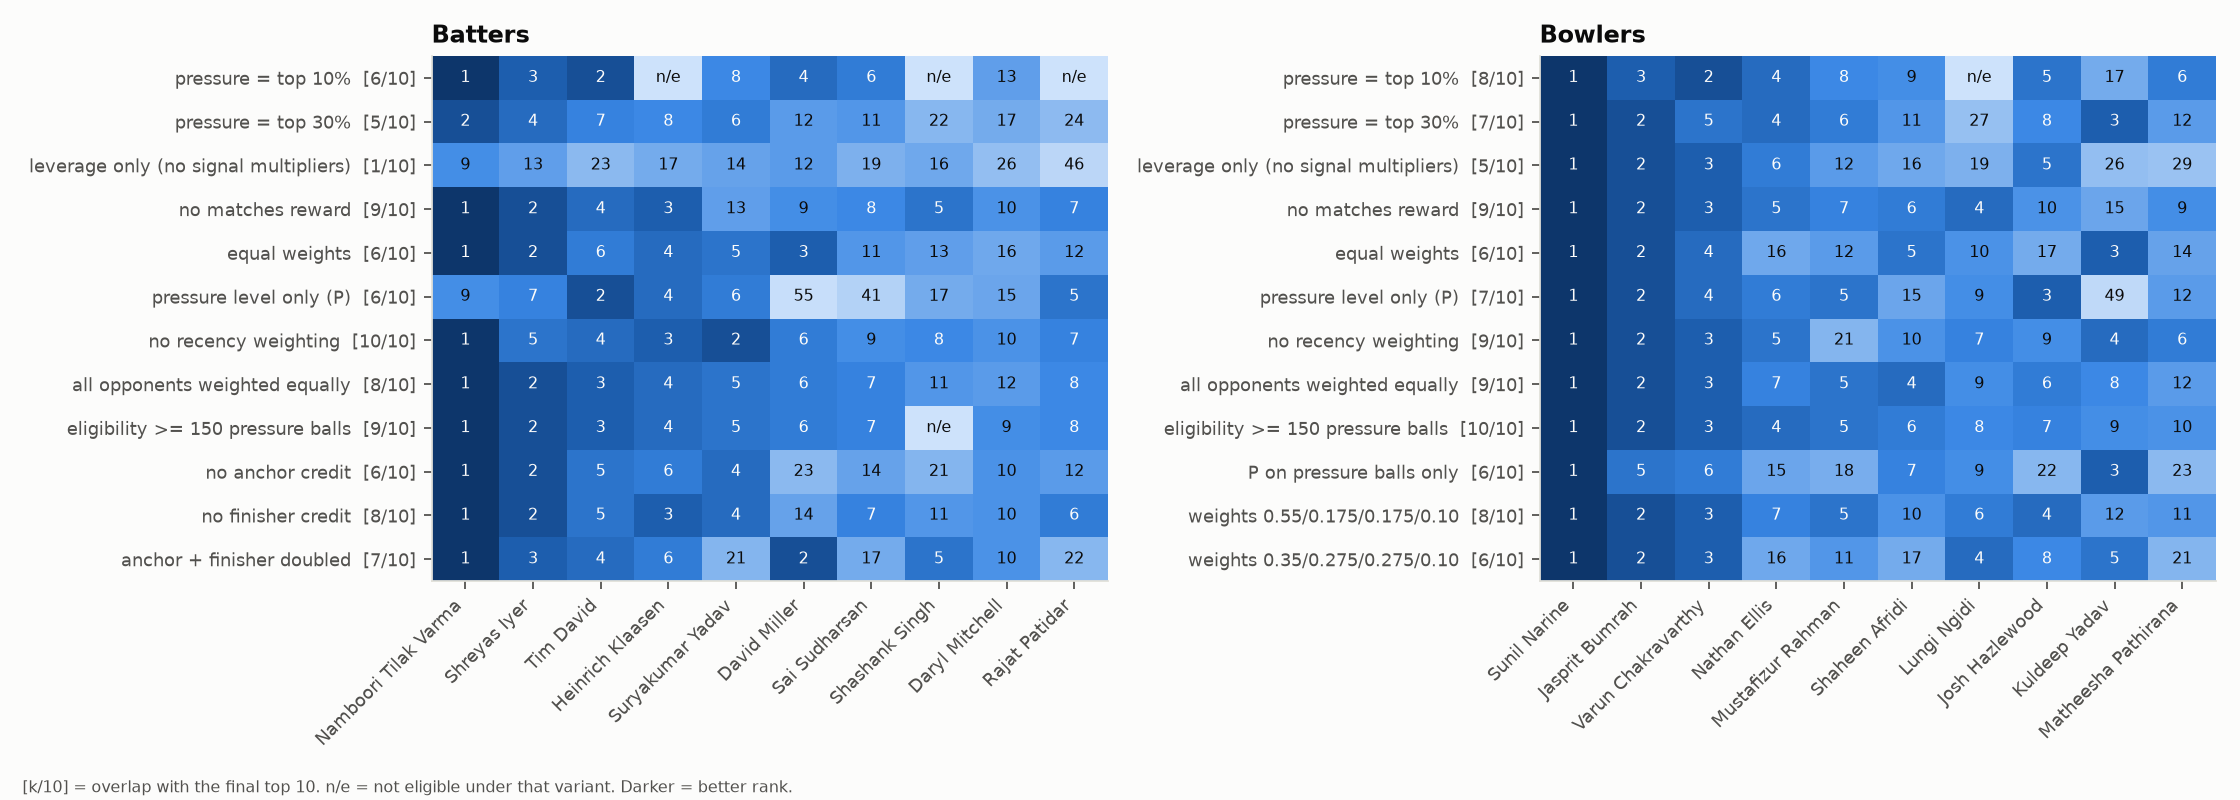 Batters
pressure = top 10% [6/10] 1 3 2 n/e 8 4 6 n/e 13 n/e
pressure = top 30% [5/10] 2 4 7 8 6 12 11 22 17 24
leverage only (no signal multipliers) [1/10] 9 13 23 17 14 12 19 16 26 46
no matches reward [9/10] 1 2 4 3 13 9 8 5 10 7
equal weights [6/10] 1 2 6 4 5 3 11 13 16 12
pressure level only (P) [6/10] 9 7 2 4 6 55 41 17 15 5
no recency weighting [10/10] 1 5 4 3 2 6 9 8 10 7
all opponents weighted equally [8/10] 1 2 3 4 5 6 7 11 12 8
eligibility >= 150 pressure balls [9/10] 1 2 3 4 5 6 7 n/e 9 8
no anchor credit [6/10] 1 2 5 6 4 23 14 21 10 12
no finisher credit [8/10] 1 2 5 3 4 14 7 11 10 6
anchor + finisher doubled [7/10] 1 3 4 6 21 2 17 5 10 22
Namboori Tilak Varma
Shreyas Iyer
Tim David
Heinrich Klaasen
Suryakumar Yadav
David Miller
Sai Sudharsan
Shashank Singh
Daryl Mitchell
Rajat Patidar
Bowlers
pressure = top 10% [8/10] 1 3 2 4 8 9 n/e 5 17 6
pressure = top 30% [7/10] 1 2 5 4 6 11 27 8 3 12
leverage only (no signal multipliers) [5/10] 1 2 3 6 12 16 19 5 26 29
no matches reward [9/10] 1 2 3 5 7 6 4 10 15 9
equal weights [6/10] 1 2 4 16 12 5 10 17 3 14
pressure level only (P) [7/10] 1 2 4 6 5 15 9 3 49 12
no recency weighting [9/10] 1 2 3 5 21 10 7 9 4 6
all opponents weighted equally [9/10] 1 2 3 7 5 4 9 6 8 12
eligibility >= 150 pressure balls [10/10] 1 2 3 4 5 6 8 7 9 10
P on pressure balls only [6/10] 1 5 6 15 18 7 9 22 3 23
weights 0.55/0.175/0.175/0.10 [8/10] 1 2 3 7 5 10 6 4 12 11
weights 0.35/0.275/0.275/0.10 [6/10] 1 2 3 16 11 17 4 8 5 21
Sunil Narine
Jasprit Bumrah
Varun Chakravarthy
Nathan Ellis
Mustafizur Rahman
Shaheen Afridi
Lungi Ngidi
Josh Hazlewood
Kuldeep Yadav
Matheesha Pathirana
[k/10] = overlap with the final top 10. n/e = not eligible under that variant. Darker = better rank.